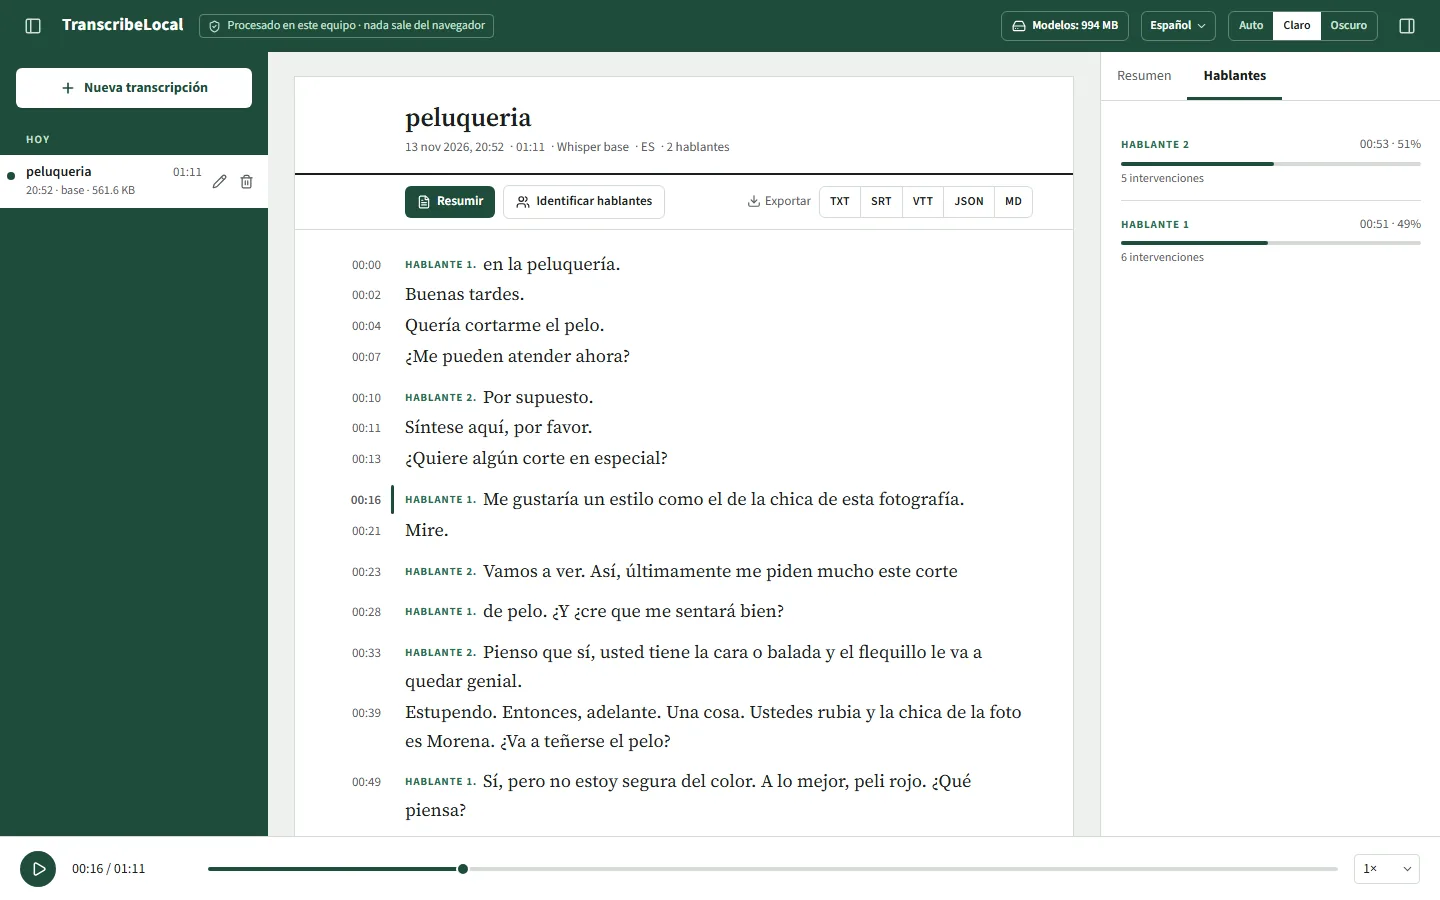 TranscribeLocal
Procesado en este equipo · nada sale del navegador
Modelos: 994 MB
Español
Auto
Claro
Oscuro
Nueva transcripción
HOY
peluqueria
01:11
20:52 · base · 561.6 KB
peluqueria
13 nov 2026, 20:52 · 01:11 · Whisper base · ES · 2 hablantes
Resumir
Identificar hablantes
Exportar
TXT
SRT
VTT
JSON
MD
00:00 HABLANTE 1. en la peluquería.
00:02 Buenas tardes.
00:04 Quería cortarme el pelo.
00:07 ¿Me pueden atender ahora?
00:10 HABLANTE 2. Por supuesto.
00:11 Síntese aquí, por favor.
00:13 ¿Quiere algún corte en especial?
00:16 HABLANTE 1. Me gustaría un estilo como el de la chica de esta fotografía.
00:21 Mire.
00:23 HABLANTE 2. Vamos a ver. Así, últimamente me piden mucho este corte
00:28 HABLANTE 1. de pelo. ¿Y ¿cre que me sentará bien?
00:33 HABLANTE 2. Pienso que sí, usted tiene la cara o balada y el flequillo le va a
quedar genial.
00:39 Estupendo. Entonces, adelante. Una cosa. Ustedes rubia y la chica de la foto
es Morena. ¿Va a teñerse el pelo?
00:49 HABLANTE 1. Sí, pero no estoy segura del color. A lo mejor, peli rojo. ¿Qué
piensa?
Resumen
Hablantes
HABLANTE 2
00:53 · 51%
5 intervenciones
HABLANTE 1
00:51 · 49%
6 intervenciones
00:16 / 01:11
1×